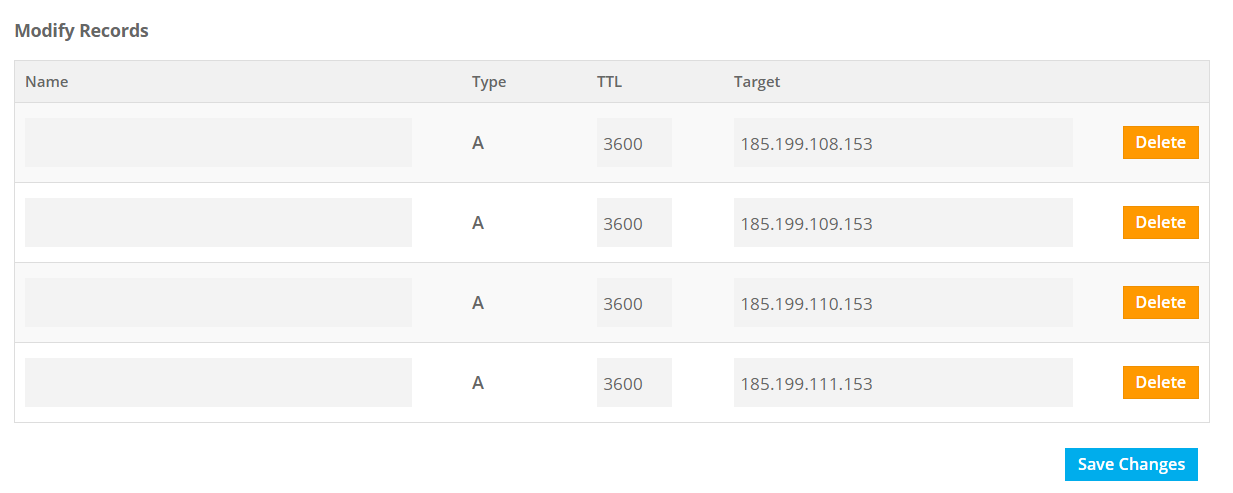 Modify Records
Name Type TTL Target
A 3600 185.199.108.153 Delete
A 3600 185.199.109.153 Delete
A 3600 185.199.110.153 Delete
A 3600 185.199.111.153 Delete
Save Changes